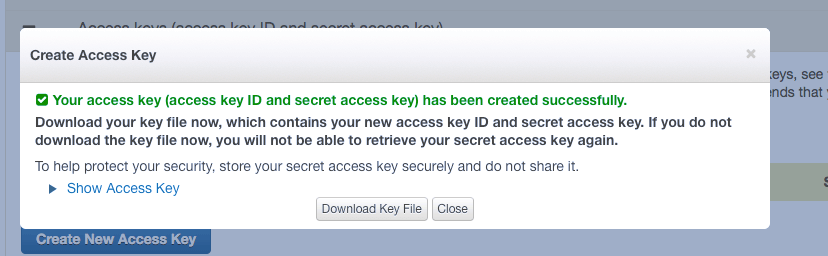 Access keys (access key ID and secret access key)
Create Access Key
×
keys, see
ends that
Your access key (access key ID and secret access key) has been created successfully.
Download your key file now, which contains your new access key ID and secret access key. If you do not
download the key file now, you will not be able to retrieve your secret access key again.
To help protect your security, store your secret access key securely and do not share it.
Show Access Key
Download Key File
Close
Create New Access Key